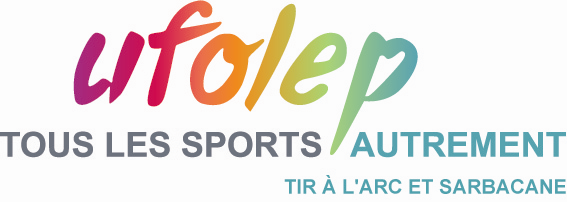 ufolep
TOUS LES SPORTS AUTREMENT
TIR À L'ARC ET SARBACANE